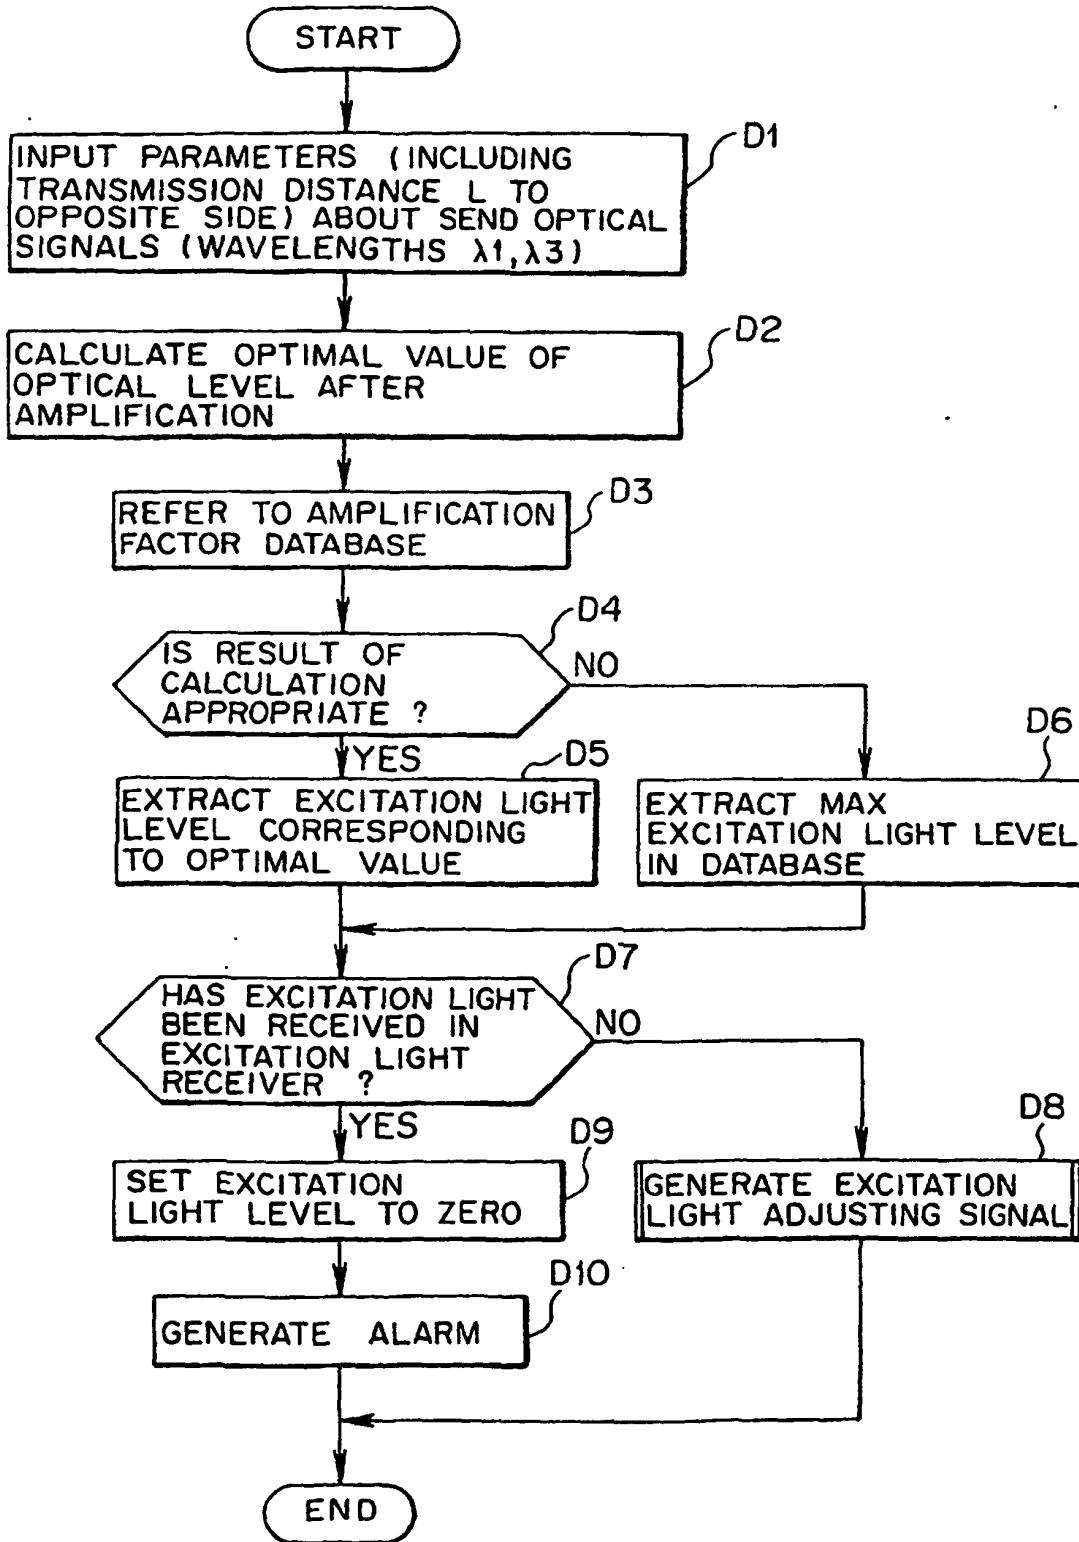 START
D1
INPUT PARAMETERS (INCLUDING
TRANSMISSION DISTANCE L TO
OPPOSITE SIDE) ABOUT SEND OPTICAL
SIGNALS (WAVELENGTHS λ1,λ3)
D2
CALCULATE OPTIMAL VALUE OF
OPTICAL LEVEL AFTER
AMPLIFICATION
D3
REFER TO AMPLIFICATION
FACTOR DATABASE
D4
IS RESULT OF
CALCULATION
APPROPRIATE ?
NO
YES
D5
EXTRACT EXCITATION LIGHT
LEVEL CORRESPONDING
TO OPTIMAL VALUE
D6
EXTRACT MAX
EXCITATION LIGHT LEVEL
IN DATABASE
D7
HAS EXCITATION LIGHT
BEEN RECEIVED IN
EXCITATION LIGHT
RECEIVER ?
NO
YES
D8
GENERATE EXCITATION
LIGHT ADJUSTING SIGNAL
D9
SET EXCITATION
LIGHT LEVEL TO ZERO
D10
GENERATE ALARM
END